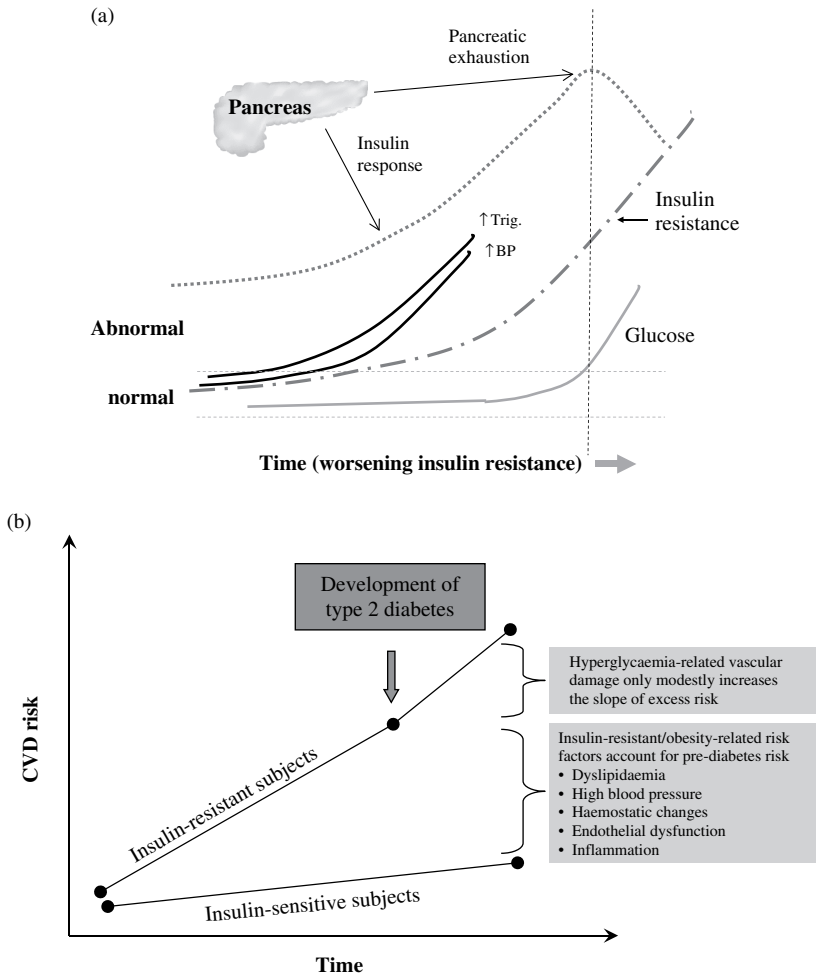 (a)
Pancreatic
exhaustion
Pancreas
Insulin
response
↑Trig.
↑BP
Insulin
resistance
Abnormal
Glucose
normal
Time (worsening insulin resistance)
(b)
CVD risk
Development of
type 2 diabetes
Hyperglycaemia-related vascular
damage only modestly increases
the slope of excess risk
Insulin-resistant/obesity-related risk
factors account for pre-diabetes risk
• Dyslipidaemia
• High blood pressure
• Haemostatic changes
• Endothelial dysfunction
• Inflammation
Insulin-resistant subjects
Insulin-sensitive subjects
Time